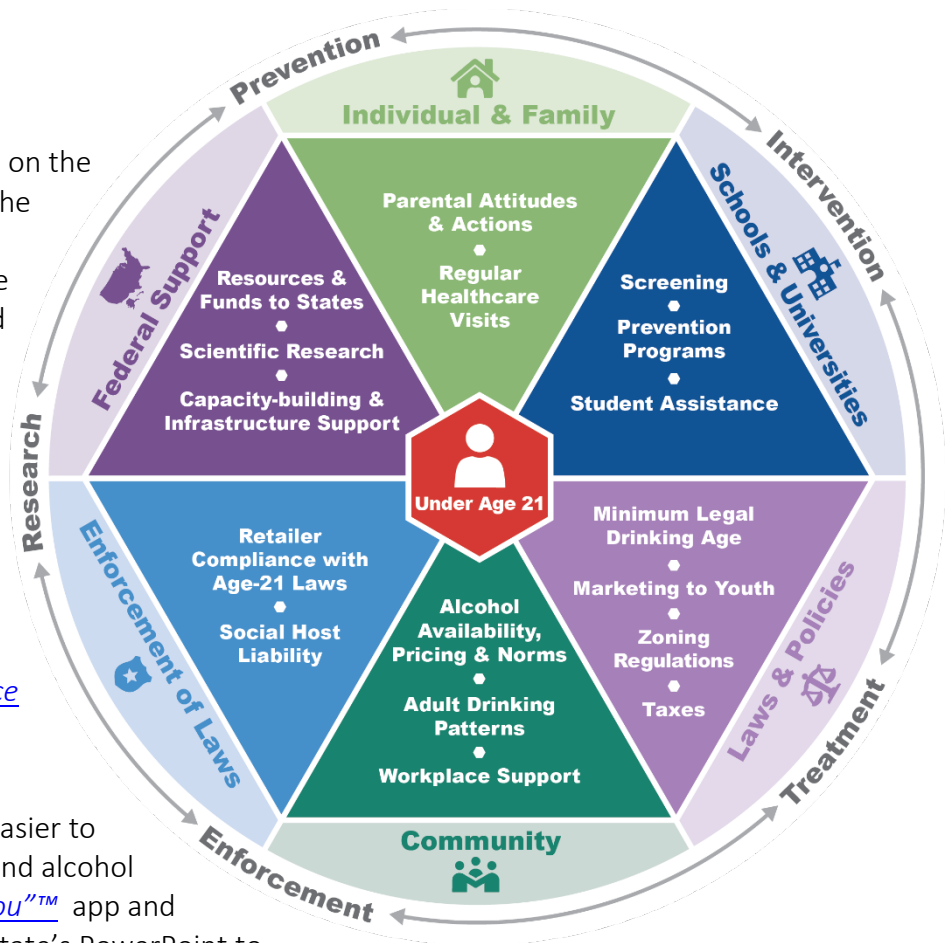 Prevention
Individual & Family
Intervention
on the
he
Schools & Universities
Parental Attitudes
& Actions
Regular
Healthcare
Visits
Federal Support
Resources &
Funds to States
Scientific Research
Capacity-building &
Infrastructure Support
Screening
Prevention
Programs
Student Assistance
e
d
Research
Under Age 21
Enforcement of Laws
Retailer
Compliance with
Age-21 Laws
Social Host
Liability
Alcohol
Availability,
Pricing & Norms
Adult Drinking
Patterns
Workplace Support
Minimum Legal
Drinking Age
Marketing to Youth
Zoning
Regulations
Taxes
Laws & Policies
Treatment
ce
Enforcement
Community
asier to
nd alcohol
ou”™ app and
tate’s PowerPoint to